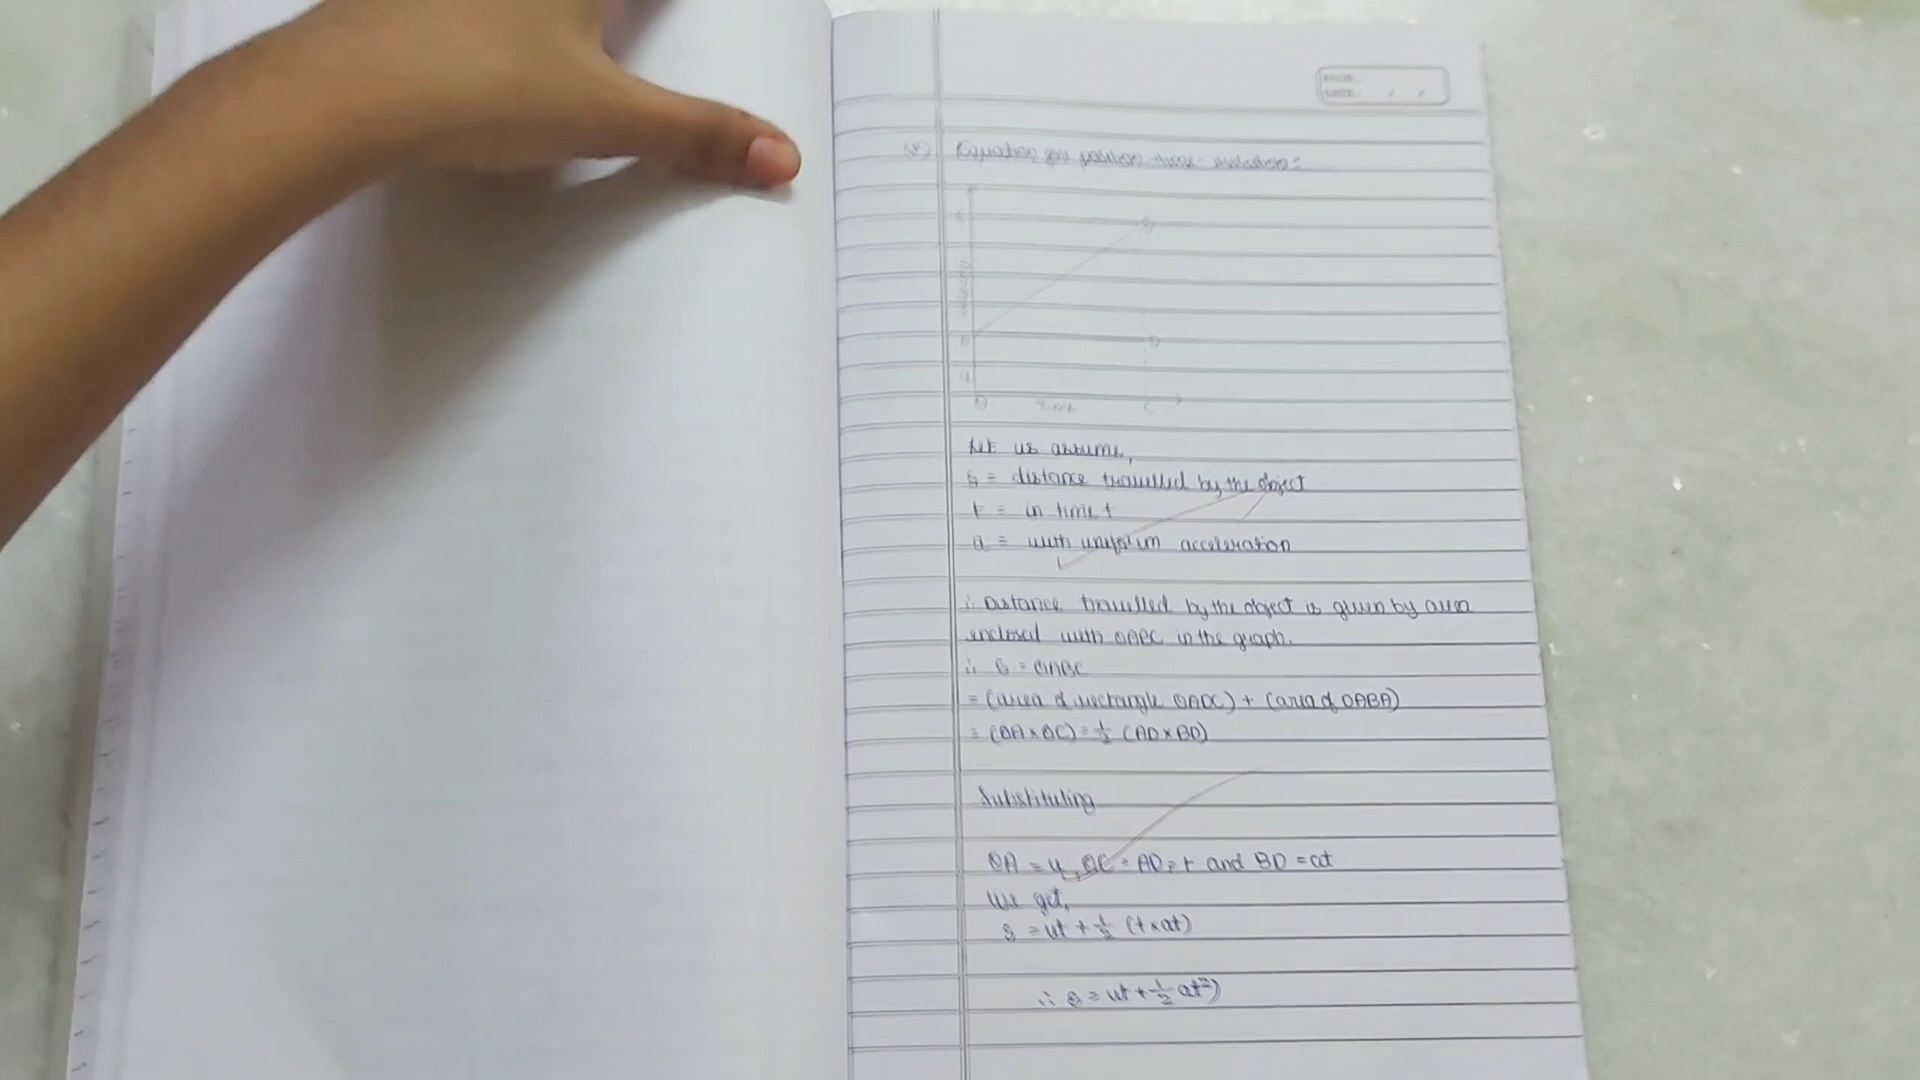 Equation for position time relation:
E
B
velocity
A
D
O
time
C
Let us assume,
s = distance travelled by the object
t = in time t
a = with uniform acceleration
∴ Distance travelled by the object is given by area
enclosed with OABC in the graph.
∴ s = OABC
= (area of rectangle OADC) + (area of OABA)
= (OA×OC) = 1/2 (AD×BD)
Substituting
OA = u, OC = AD = t and BD = at
We get,
s = ut + 1/2 (t×at)
∴ s = ut + 1/2 at²)